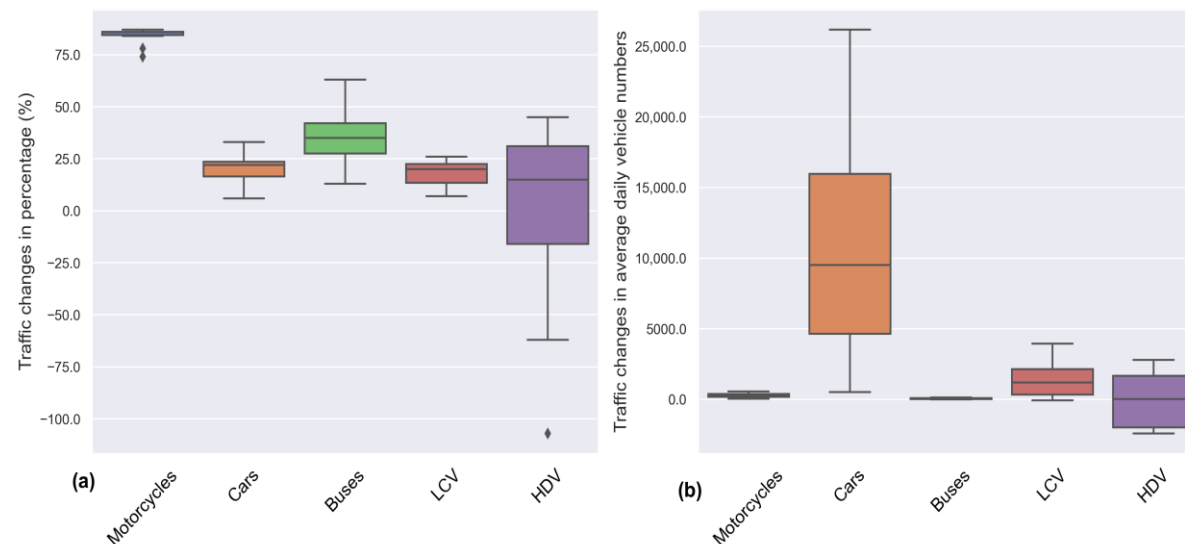 Traffic changes in percentage (%)
75.0
50.0
25.0
0.0
−25.0
−50.0
−75.0
−100.0
(a)
Motorcycles
Cars
Buses
LCV
HDV
Traffic changes in average daily vehicle numbers
25,000.0
20,000.0
15,000.0
10,000.0
5000.0
0.0
(b)
Motorcycles
Cars
Buses
LCV
HDV